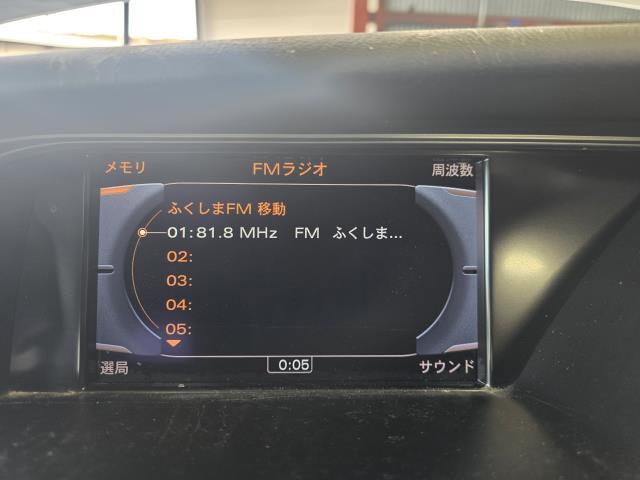 メモリ FMラジオ 周波数
ふくしまFM 移動
01:81.8 MHz FM ふくしま...
02:
03:
04:
05:
選局 0:05 サウンド